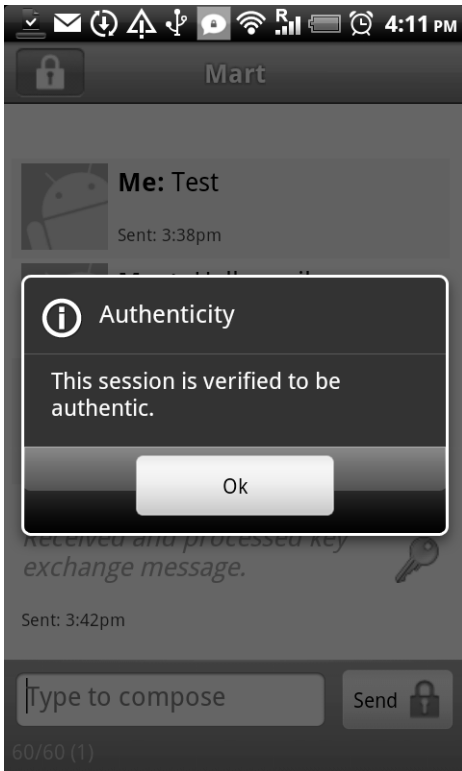 R
4:11 PM
Mart
Me: Test
Sent: 3:38pm
Authenticity
This session is verified to be
authentic.
Ok
Received and processed key
exchange message.
Sent: 3:42pm
Type to compose
Send
60/60 (1)